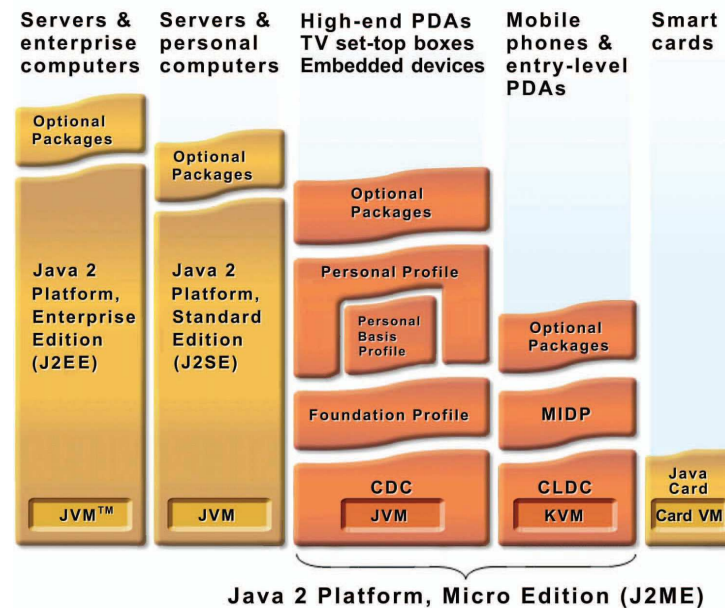 Servers &
enterprise
computers
Servers &
personal
computers
High-end PDAs
TV set-top boxes
Embedded devices
Mobile
phones &
entry-level
PDAs
Smart
cards
Optional
Packages
Java 2
Platform,
Enterprise
Edition
(J2EE)
JVM™
Optional
Packages
Java 2
Platform,
Standard
Edition
(J2SE)
JVM
Optional
Packages
Personal Profile
Personal
Basis
Profile
Foundation Profile
CDC
JVM
Optional
Packages
MIDP
CLDC
KVM
Java
Card
Card VM
Java 2 Platform, Micro Edition (J2ME)